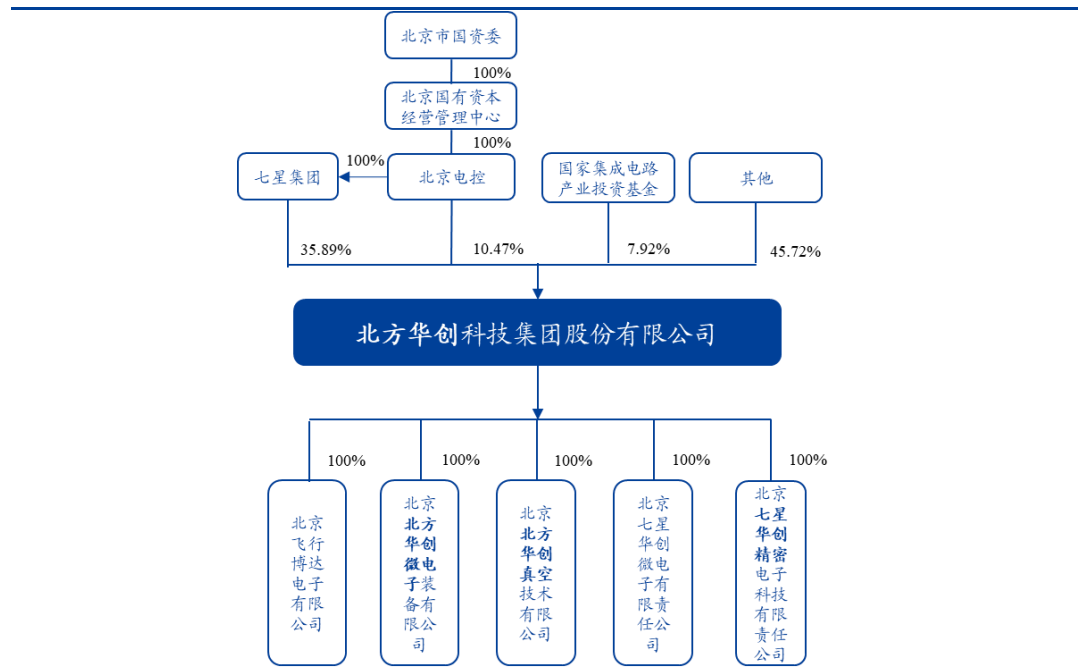 北京市国资委
100%
北京国有资本
经营管理中心
100%
七星集团
100%
北京电控
国家集成电路
产业投资基金
其他
35.89%
10.47%
7.92%
45.72%
北方华创科技集团股份有限公司
100%
100%
100%
100%
100%
北京
飞行
博达
电子
有限
公司
北京
北方
华创
微电
子装
备有
限公
司
北京
北方
华创
真空
技术
有限
公司
北京
七星
华创
微电
子有
限责
任公
司
北京
七星
华创
精密
电子
科技
有限
责任
公司